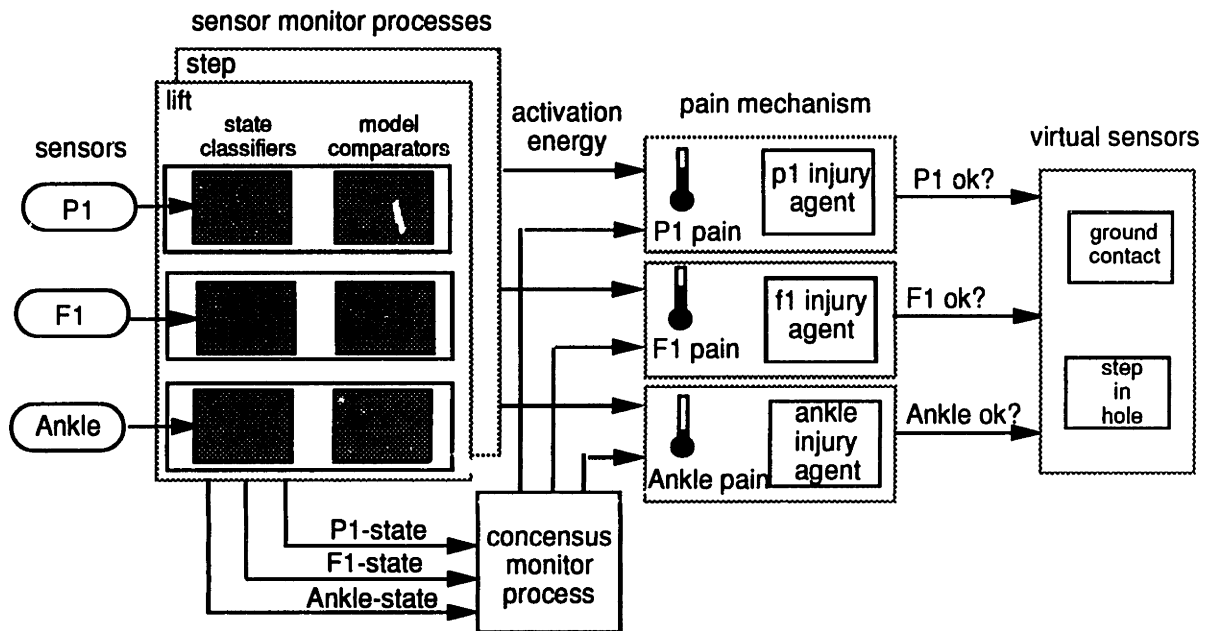 sensor monitor processes
step
lift
state
classifiers
model
comparators
sensors
P1
F1
Ankle
activation
energy
pain mechanism
p1 injury
agent
P1 pain
f1 injury
agent
F1 pain
ankle
injury
agent
Ankle pain
P1 ok?
F1 ok?
Ankle ok?
virtual sensors
ground
contact
step
in
hole
P1-state
F1-state
Ankle-state
concensus
monitor
process